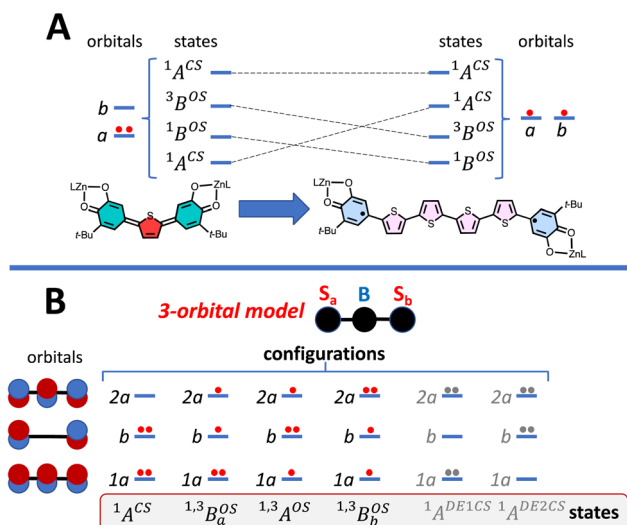 A
orbitals states states orbitals
¹A^CS ¹A^CS
³B^OS ¹A^CS
b
¹B^OS ³B^OS
a a b
¹A^CS ¹B^OS
LZn ZnL LZn
O O O O
S S S S S
t-Bu t-Bu t-Bu t-Bu
O O
ZnL
B
S_a B S_b
3-orbital model
orbitals configurations
2a 2a 2a 2a 2a 2a
b b b b b b
1a 1a 1a 1a 1a 1a
¹A^CS ¹,³B_a^OS ¹,³A^OS ¹,³B_b^OS ¹A^DE1CS ¹A^DE2CS states